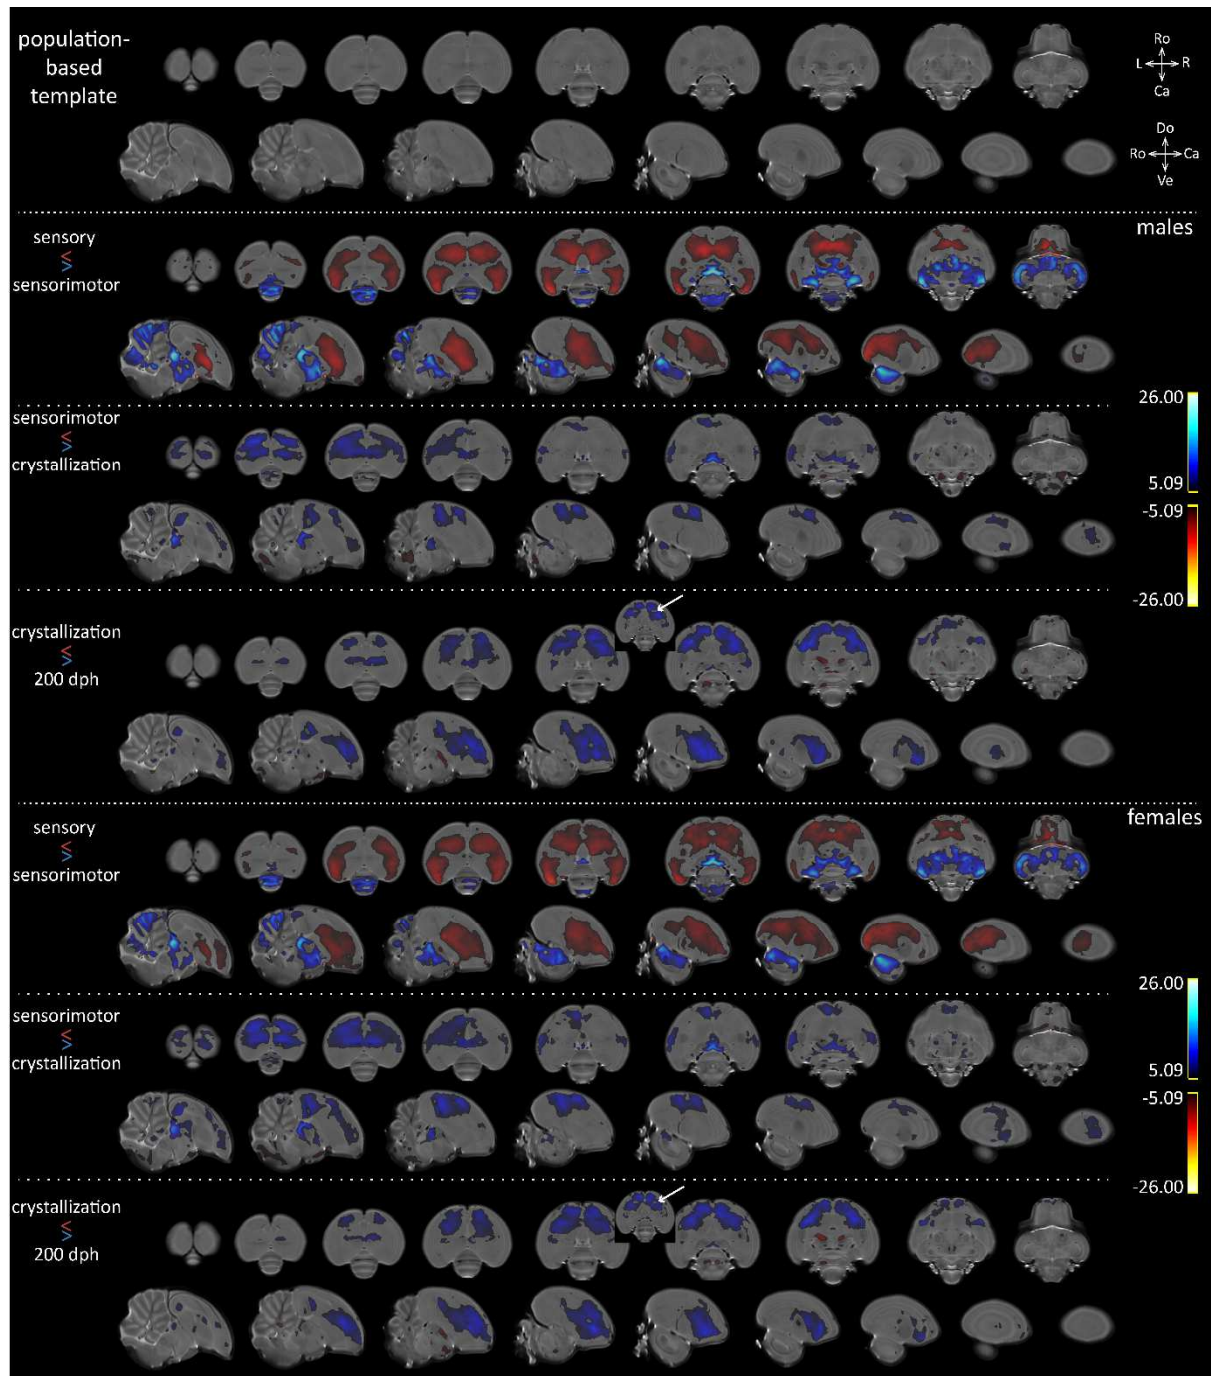 population-
based
template
Ro
L R
Ca
Do
Ro Ca
Ve
males
sensory
<
>
sensorimotor
sensorimotor
<
>
crystallization
26.00
5.09
-5.09
-26.00
crystallization
<
>
200 dph
females
sensory
<
>
sensorimotor
sensorimotor
<
>
crystallization
26.00
5.09
-5.09
-26.00
crystallization
<
>
200 dph